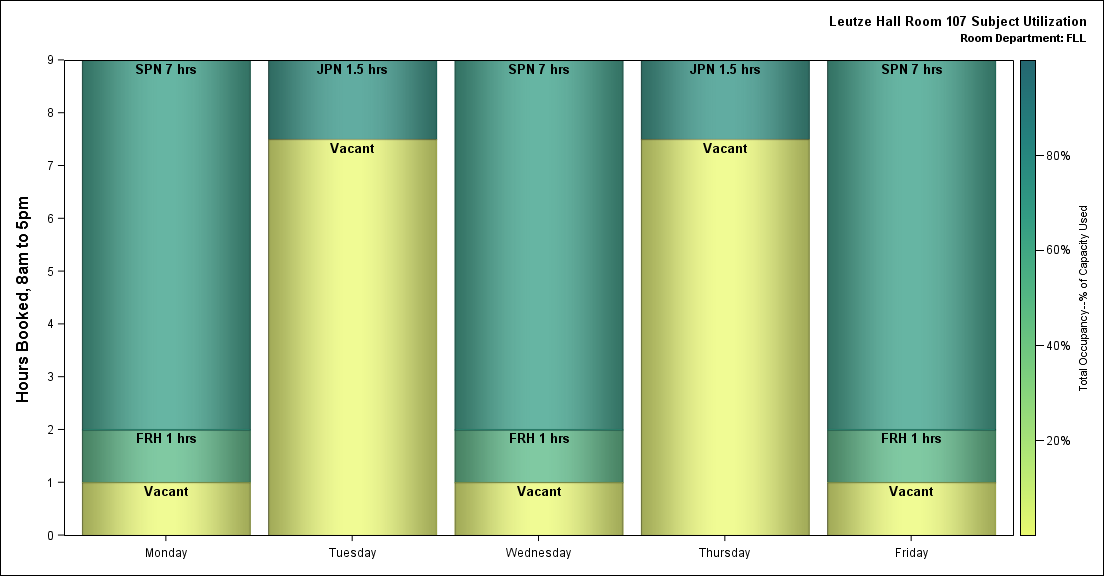 Leutze Hall Room 107 Subject Utilization
Room Department: FLL
Hours Booked, 8am to 5pm
9
8
7
6
5
4
3
2
1
0
SPN 7 hrs
FRH 1 hrs
Vacant
JPN 1.5 hrs
Vacant
SPN 7 hrs
FRH 1 hrs
Vacant
JPN 1.5 hrs
Vacant
SPN 7 hrs
FRH 1 hrs
Vacant
Monday
Tuesday
Wednesday
Thursday
Friday
80%
60%
40%
20%
Total Occupancy--% of Capacity Used